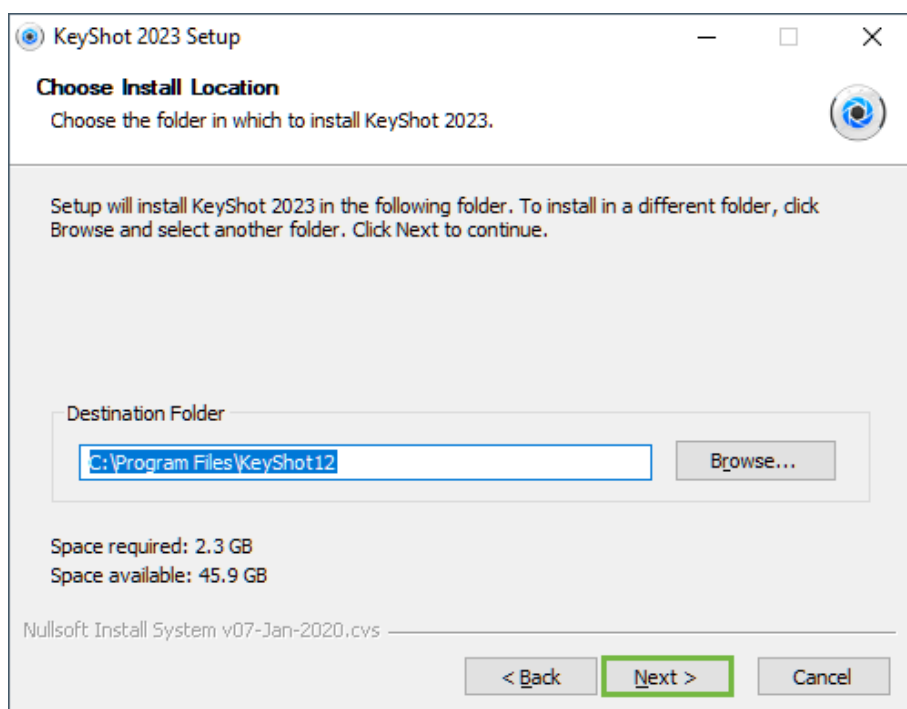 KeyShot 2023 Setup
Choose Install Location
Choose the folder in which to install KeyShot 2023.
Setup will install KeyShot 2023 in the following folder. To install in a different folder, click
Browse and select another folder. Click Next to continue.
Destination Folder
C:\Program Files\KeyShot12
Browse...
Space required: 2.3 GB
Space available: 45.9 GB
Nullsoft Install System v07-Jan-2020.cvs
< Back Next > Cancel